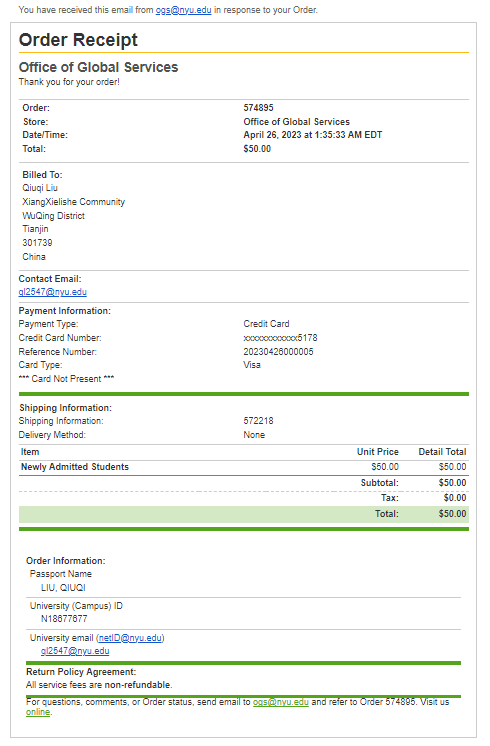 You have received this email from ogs@nyu.edu in response to your Order.
Order Receipt
Office of Global Services
Thank you for your order!
Order: 574895
Store: Office of Global Services
Date/Time: April 26, 2023 at 1:35:33 AM EDT
Total: $50.00
Billed To:
Qiuqi Liu
XiangXielishe Community
WuQing District
Tianjin
301739
China
Contact Email:
ql2547@nyu.edu
Payment Information:
Payment Type: Credit Card
Credit Card Number: xxxxxxxxxxxx5178
Reference Number: 20230426000005
Card Type: Visa
*** Card Not Present ***
Shipping Information:
Shipping Information: 572218
Delivery Method: None
Item Unit Price Detail Total
Newly Admitted Students $50.00 $50.00
Subtotal: $50.00
Tax: $0.00
Total: $50.00
Order Information:
Passport Name
LIU, QIUQI
University (Campus) ID
N18677677
University email (netID@nyu.edu)
ql2547@nyu.edu
Return Policy Agreement:
All service fees are non-refundable.
For questions, comments, or Order status, send email to ogs@nyu.edu and refer to Order 574895. Visit us
online.